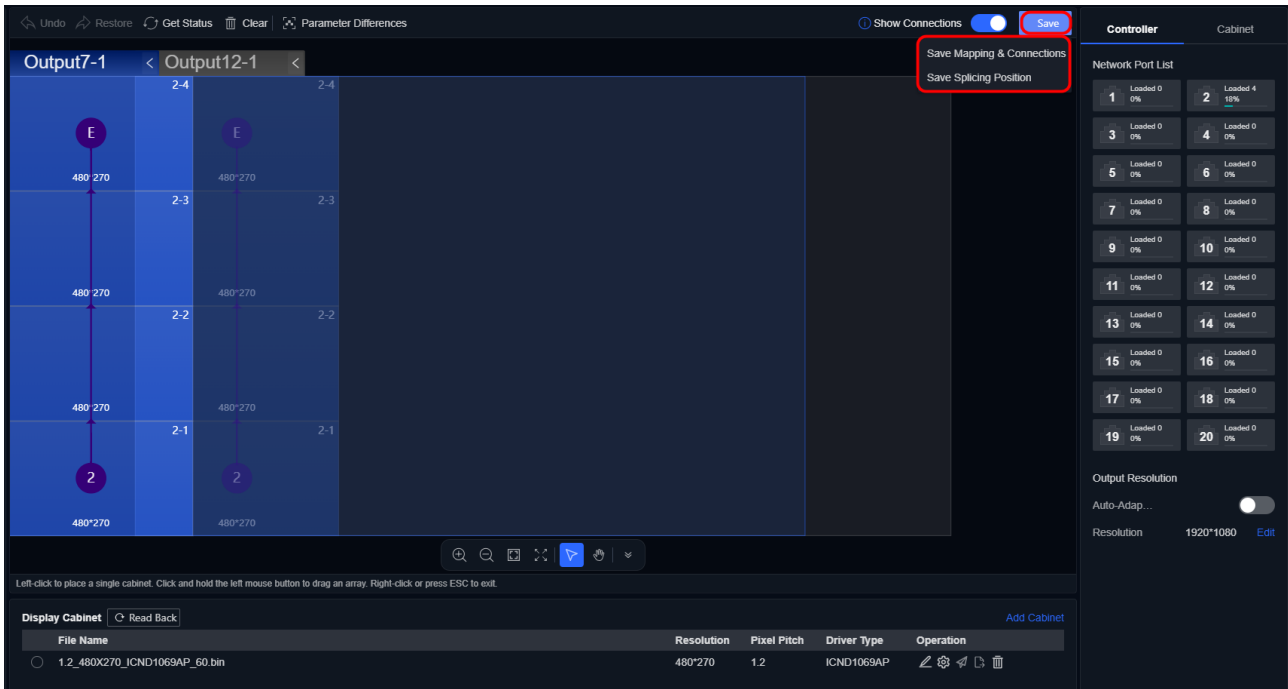 Undo Restore Get Status Clear Parameter Differences Show Connections Save
Save Mapping & Connections
Save Splicing Position
Output7-1 < Output12-1 <
2-4 2-4
E E
480*270 480*270
2-3 2-3
480*270 480*270
2-2 2-2
480*270 480*270
2-1 2-1
2 2
480*270 480*270
Left-click to place a single cabinet. Click and hold the left mouse button to drag an array. Right-click or press ESC to exit.
Display Cabinet Read Back Add Cabinet
File Name Resolution Pixel Pitch Driver Type Operation
1.2_480X270_ICND1069AP_60.bin 480*270 1.2 ICND1069AP
Controller Cabinet
Network Port List
1 Loaded 0 0% 2 Loaded 4 18%
3 Loaded 0 0% 4 Loaded 0 0%
5 Loaded 0 0% 6 Loaded 0 0%
7 Loaded 0 0% 8 Loaded 0 0%
9 Loaded 0 0% 10 Loaded 0 0%
11 Loaded 0 0% 12 Loaded 0 0%
13 Loaded 0 0% 14 Loaded 0 0%
15 Loaded 0 0% 16 Loaded 0 0%
17 Loaded 0 0% 18 Loaded 0 0%
19 Loaded 0 0% 20 Loaded 0 0%
Output Resolution
Auto-Adap...
Resolution 1920*1080 Edit